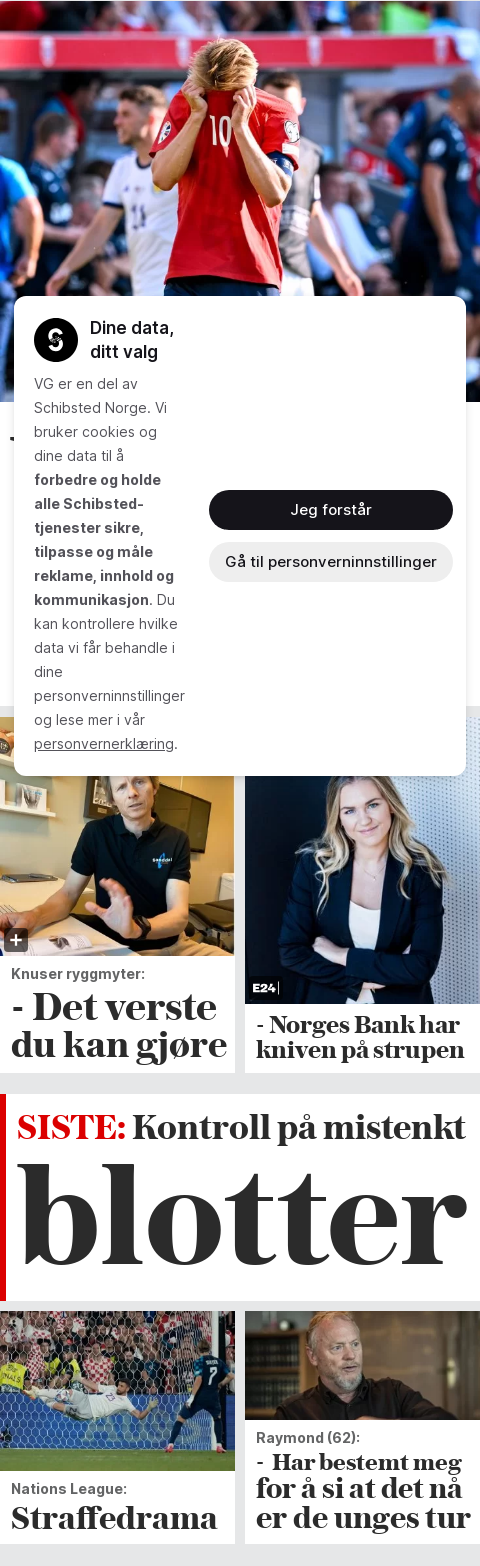 10
Dine data,
ditt valg
VG er en del av
Schibsted Norge. Vi
bruker cookies og
dine data til å
forbedre og holde
alle Schibsted-
tjenester sikre,
tilpasse og måle
reklame, innhold og
kommunikasjon. Du
kan kontrollere hvilke
data vi får behandle i
dine
personverninnstillinger
og lese mer i vår
personvernerklæring.
Jeg forstår
Gå til personverninnstillinger
E24
Knuser ryggmyter:
- Det verste
du kan gjøre
- Norges Bank har
kniven på strupen
SISTE: Kontroll på mistenkt
blotter
Nations League:
Straffedrama
Raymond (62):
- Har bestemt meg
for å si at det nå
er de unges tur